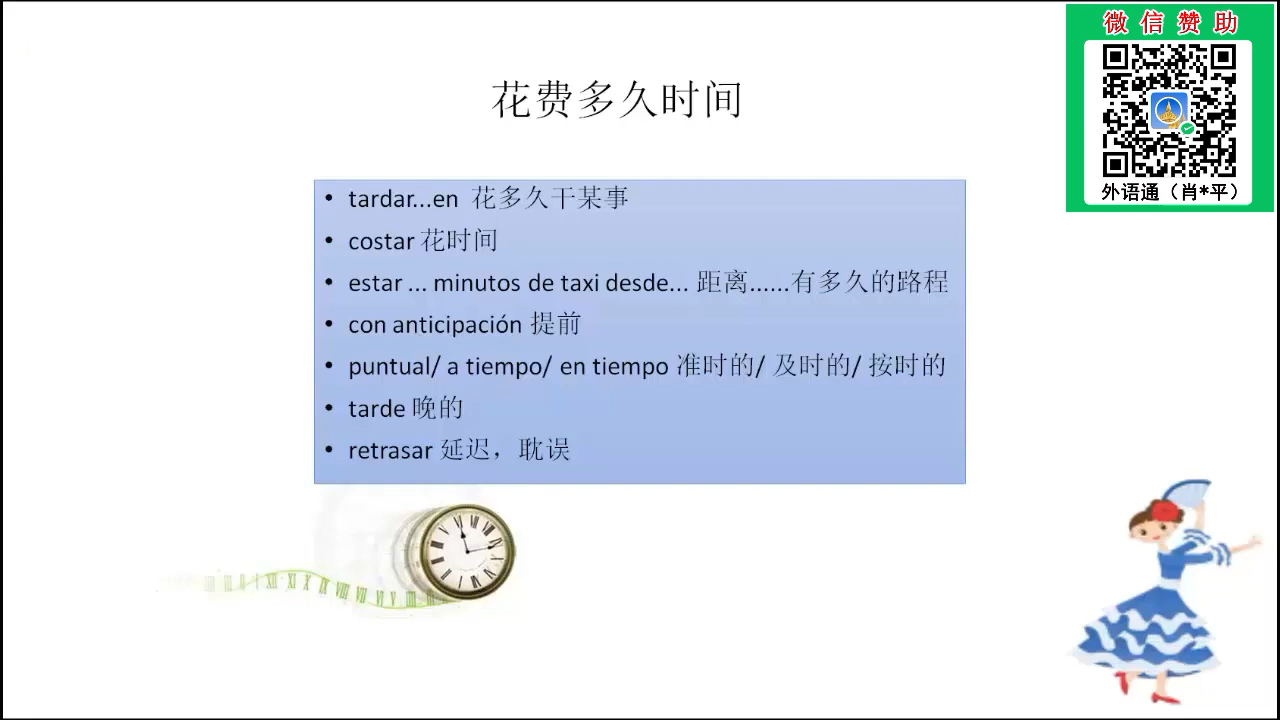 微信赞助
外语通（肖*平）
花费多久时间
• tardar...en 花多久干某事
• costar 花时间
• estar ... minutos de taxi desde... 距离......有多久的路程
• con anticipación 提前
• puntual/ a tiempo/ en tiempo 准时的/ 及时的/ 按时的
• tarde 晚的
• retrasar 延迟，耽误